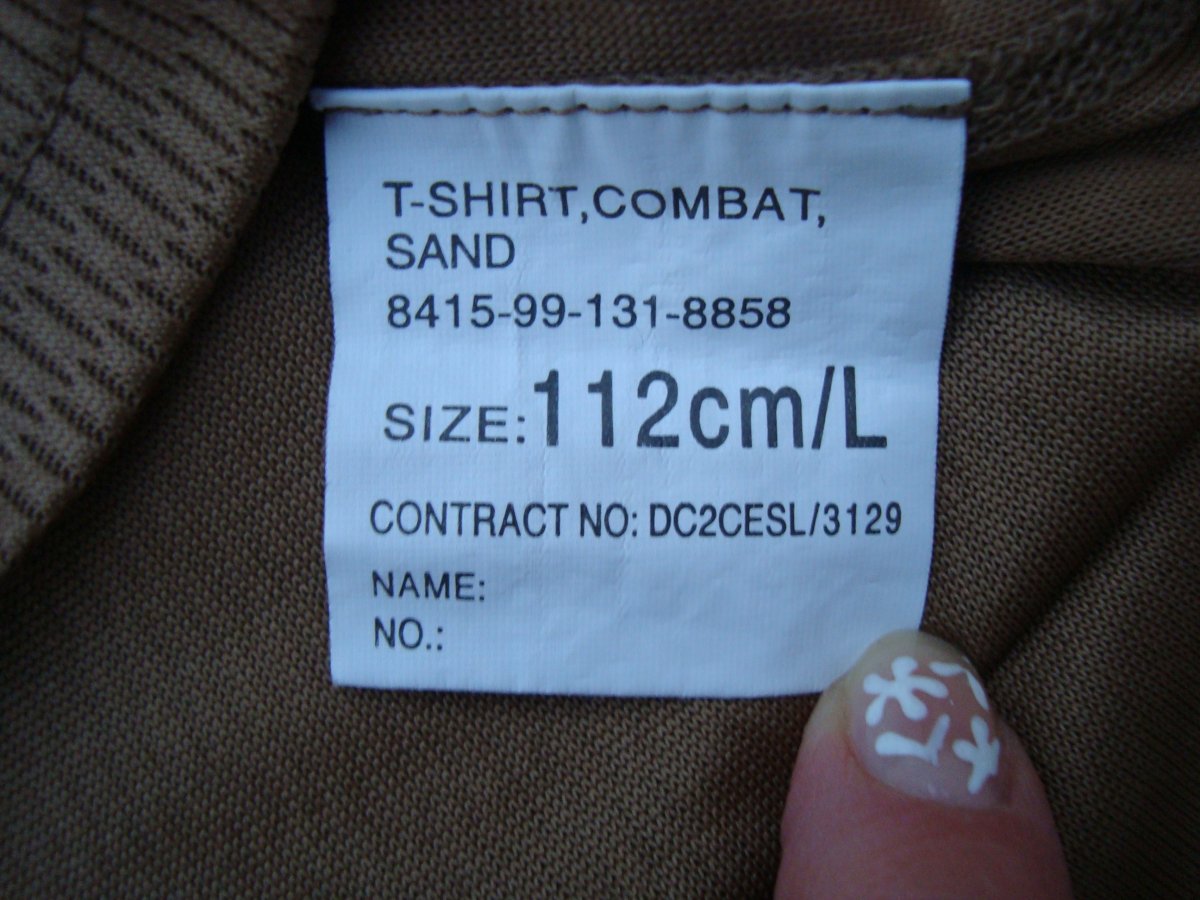 T-SHIRT,COMBAT,
SAND
8415-99-131-8858
SIZE:112cm/L
CONTRACT NO: DC2CESL/3129
NAME:
NO.: